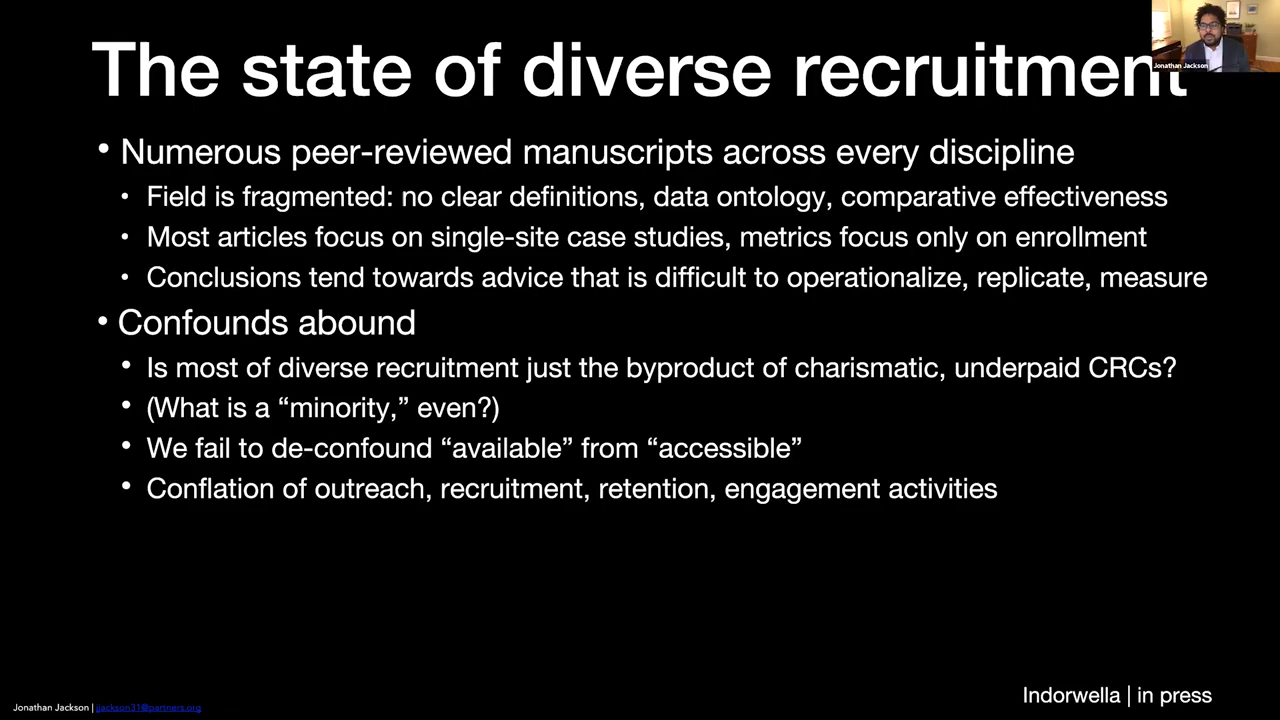 The state of diverse recruitment
Jonathan Jackson
• Numerous peer-reviewed manuscripts across every discipline
• Field is fragmented: no clear definitions, data ontology, comparative effectiveness
• Most articles focus on single-site case studies, metrics focus only on enrollment
• Conclusions tend towards advice that is difficult to operationalize, replicate, measure
• Confounds abound
• Is most of diverse recruitment just the byproduct of charismatic, underpaid CRCs?
• (What is a “minority,” even?)
• We fail to de-confound “available” from “accessible”
• Conflation of outreach, recruitment, retention, engagement activities
Indorwella | in press
Jonathan Jackson | jjackson31@partners.org